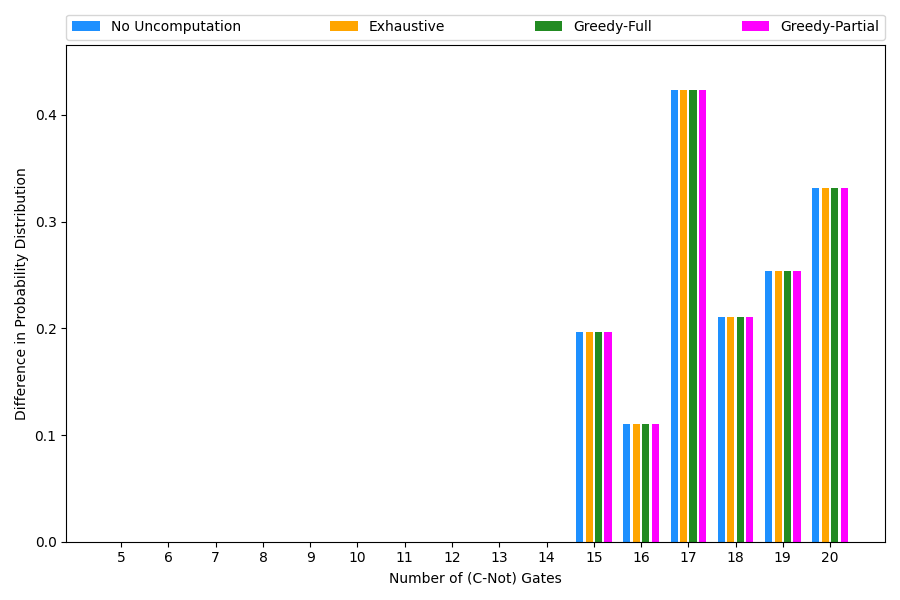 No Uncomputation Exhaustive Greedy-Full Greedy-Partial
Difference in Probability Distribution
0.4
0.3
0.2
0.1
0.0
5 6 7 8 9 10 11 12 13 14 15 16 17 18 19 20
Number of (C-Not) Gates